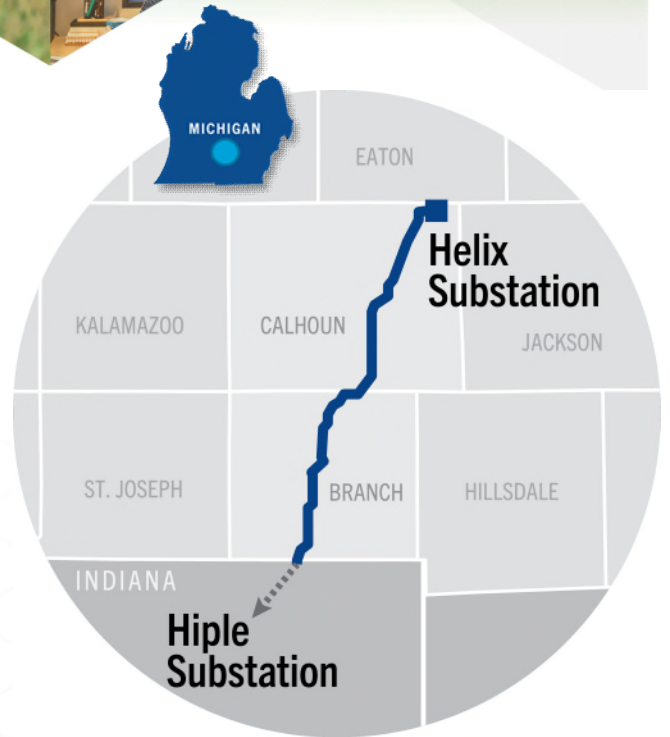 MICHIGAN
EATON
Helix
Substation
KALAMAZOO
CALHOUN
JACKSON
ST. JOSEPH
BRANCH
HILLSDALE
INDIANA
Hiple
Substation